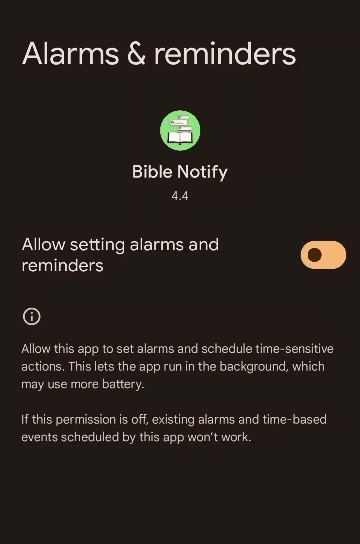 Alarms & reminders
Bible Notify
4.4
Allow setting alarms and
reminders
Allow this app to set alarms and schedule time-sensitive
actions. This lets the app run in the background, which
may use more battery.
If this permission is off, existing alarms and time-based
events scheduled by this app won't work.